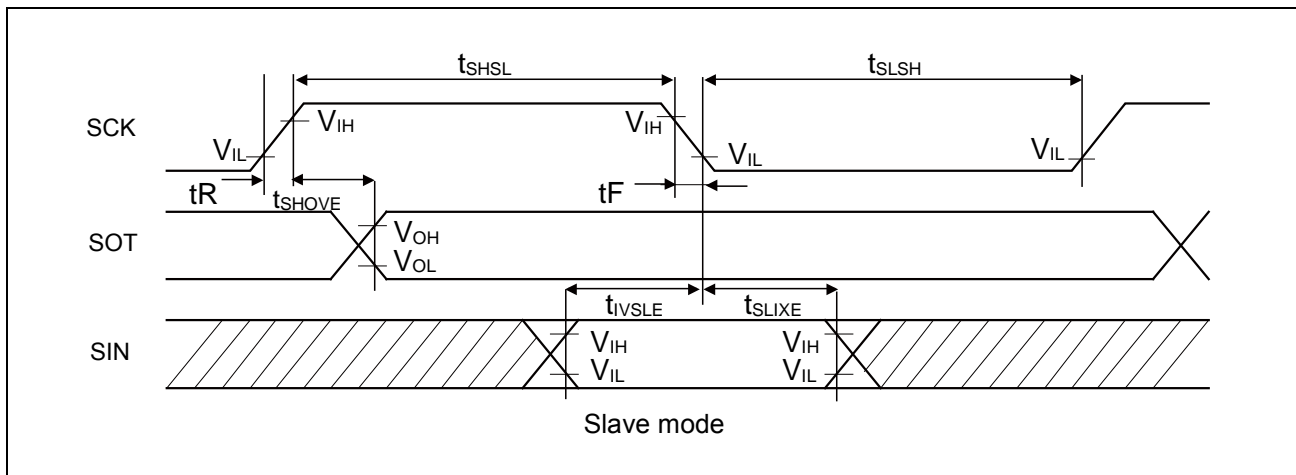 tSHSL
tSLSH
SCK
VIH
VIH
VIL
VIL
VIL
tR
tSHOVE
tF
SOT
VOH
VOL
tIVSLE
tSLIXE
SIN
VIH
VIH
VIL
VIL
Slave mode